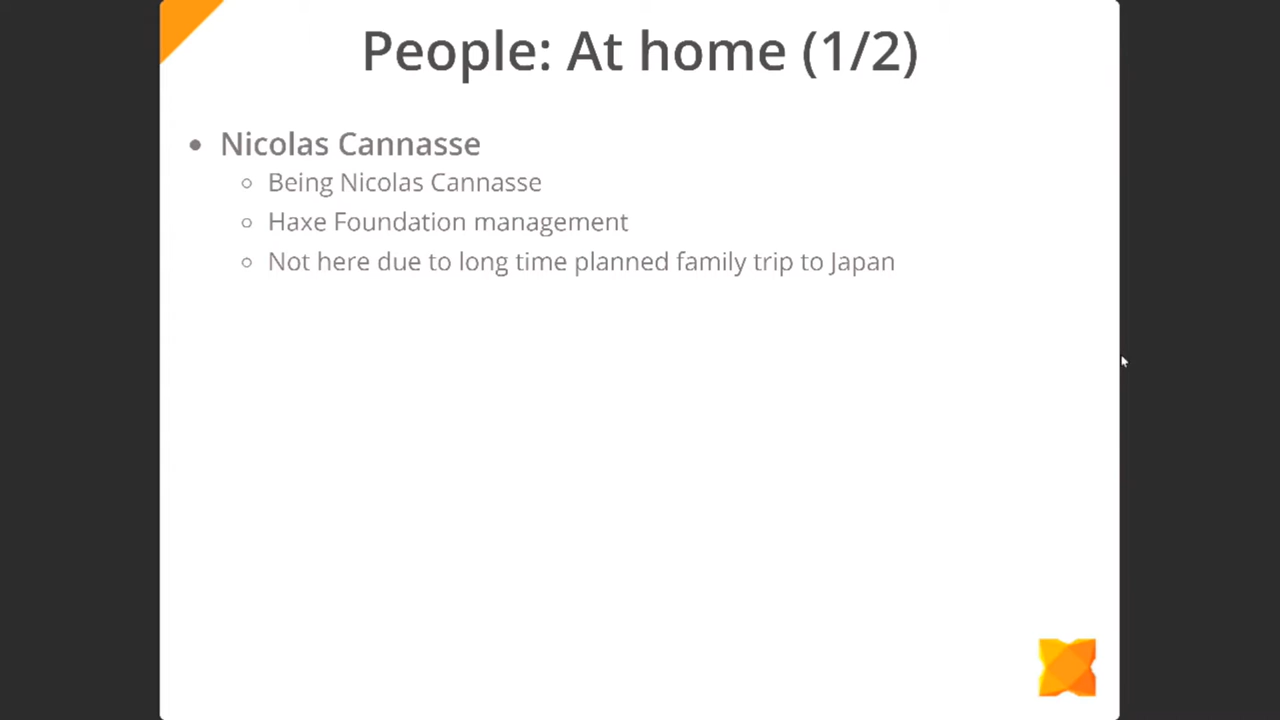 People: At home (1/2)
Nicolas Cannasse
Being Nicolas Cannasse
Haxe Foundation management
Not here due to long time planned family trip to Japan